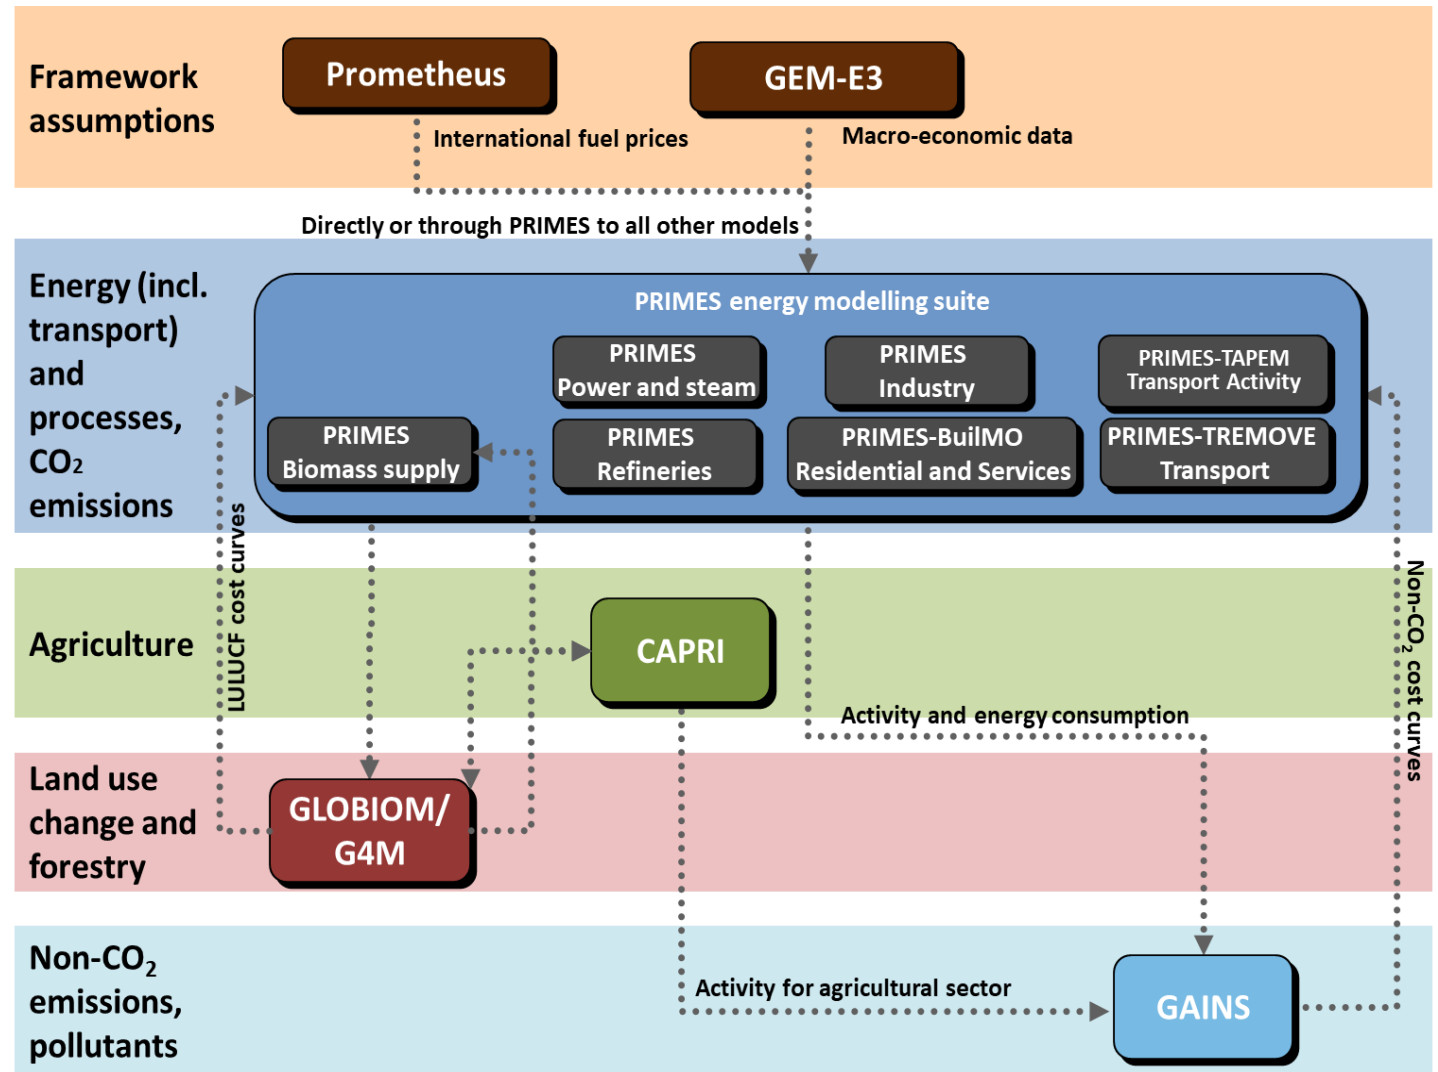 Framework
assumptions
Prometheus
GEM-E3
International fuel prices
Macro-economic data
Directly or through PRIMES to all other models
Energy (incl.
transport)
and
processes,
CO₂
emissions
PRIMES energy modelling suite
PRIMES
Power and steam
PRIMES
Industry
PRIMES-TAPEM
Transport Activity
PRIMES
Biomass supply
PRIMES
Refineries
PRIMES-BuilMO
Residential and Services
PRIMES-TREMOVE
Transport
LULUCF cost curves
Non-CO₂ cost curves
Agriculture
CAPRI
Activity and energy consumption
Land use
change and
forestry
GLOBIOM/
G4M
Non-CO₂
emissions,
pollutants
Activity for agricultural sector
GAINS